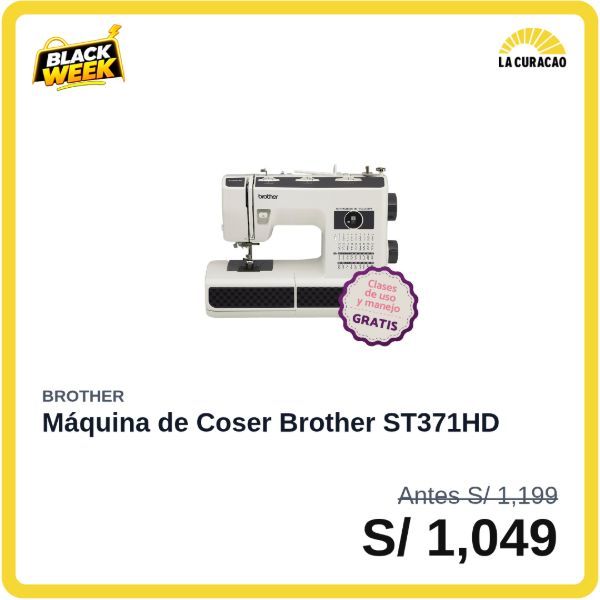 BLACK
WEEK
LA CURACAO
brother
Clases
de uso
y manejo
GRATIS
BROTHER
Máquina de Coser Brother ST371HD
Antes S/ 1,199
S/ 1,049